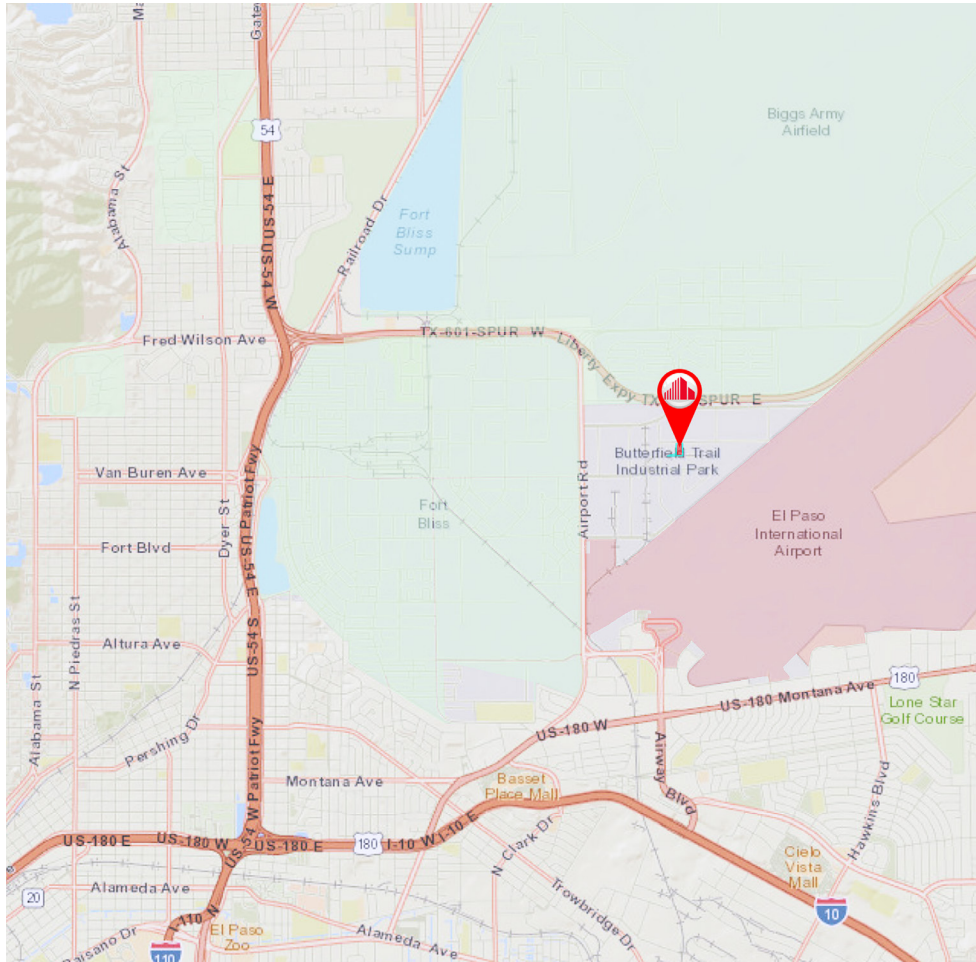 Ma
Gate
Biggs Army
Airfield
54
Alabama St
US-54 E
US-54 W
Railroad Dr
Fort
Bliss
Sump
Fred Wilson Ave
TX-601-SPUR W
Liberty Expy
TX
SPUR E
Butterfield Trail
Industrial Park
Van Buren Ave
Dyer St
US-54 E
US Patriot Fwy
Fort
Bliss
Airport Rd
El Paso
International
Airport
Fort Blvd
N Piedras St
Altura Ave
US-54 S
Alabama St
Pershing Dr
US-180 W
US-180 Montana Ave
180
Lone Star
Golf Course
US-54 W Patriot Fwy
Montana Ave
Basset
Place Mall
Airway Blvd
Hawkins Blvd
US-180 E
US-180 W
US-180 E
180
I-10 W
I-10 E
N Clark Dr
Cielo
Vista
Mall
20
Alameda Ave
I-110 N
Trowbridge Dr
10
Paisano Dr
El Paso
Zoo
Alameda Ave
110